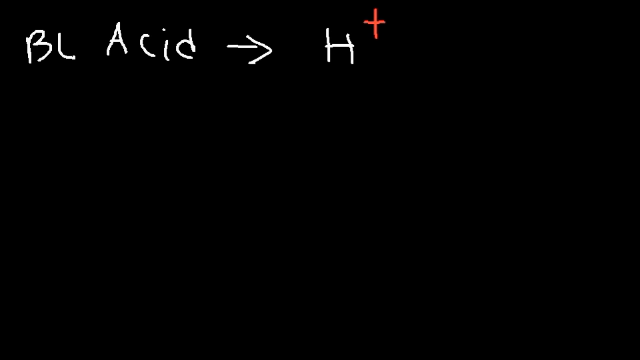 BL Acid → H⁺